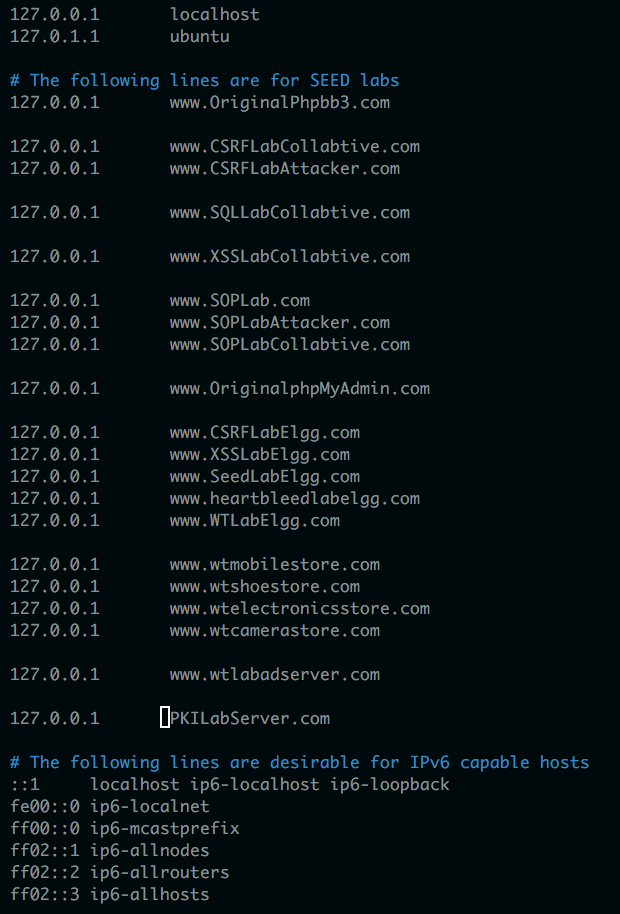 127.0.0.1       localhost
127.0.1.1       ubuntu
# The following lines are for SEED labs
127.0.0.1       www.OriginalPhpbb3.com
127.0.0.1       www.CSRFLabCollabtive.com
127.0.0.1       www.CSRFLabAttacker.com
127.0.0.1       www.SQLLabCollabtive.com
127.0.0.1       www.XSSLabCollabtive.com
127.0.0.1       www.SOPLab.com
127.0.0.1       www.SOPLabAttacker.com
127.0.0.1       www.SOPLabCollabtive.com
127.0.0.1       www.OriginalphpMyAdmin.com
127.0.0.1       www.CSRFLabElgg.com
127.0.0.1       www.XSSLabElgg.com
127.0.0.1       www.SeedLabElgg.com
127.0.0.1       www.heartbleedlabelgg.com
127.0.0.1       www.WTLabElgg.com
127.0.0.1       www.wtmobilestore.com
127.0.0.1       www.wtshoestore.com
127.0.0.1       www.wtelectronicsstore.com
127.0.0.1       www.wtcamerastore.com
127.0.0.1       www.wtlabadserver.com
127.0.0.1       PKILabServer.com
# The following lines are desirable for IPv6 capable hosts
::1     localhost ip6-localhost ip6-loopback
fe00::0 ip6-localnet
ff00::0 ip6-mcastprefix
ff02::1 ip6-allnodes
ff02::2 ip6-allrouters
ff02::3 ip6-allhosts